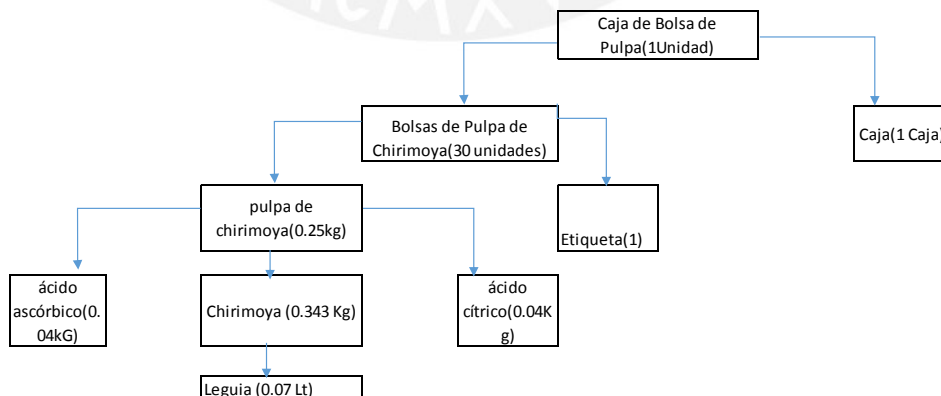 Caja de Bolsa de
Pulpa(1Unidad)
Bolsas de Pulpa de
Chirimoya(30 unidades)
Caja(1 Caja)
pulpa de
chirimoya(0.25kg)
Etiqueta(1)
ácido
ascórbico(0.
04kG)
Chirimoya (0.343 Kg)
ácido
cítrico(0.04K
g)
Leguia (0.07 Lt)